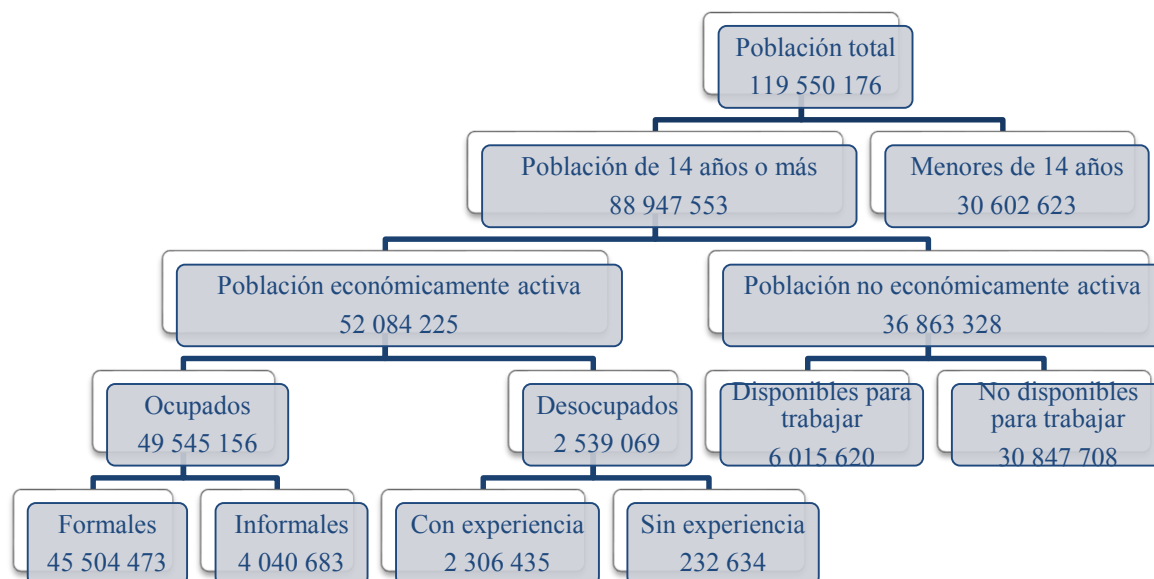 Población total
119 550 176
Población de 14 años o más
88 947 553
Menores de 14 años
30 602 623
Población económicamente activa
52 084 225
Población no económicamente activa
36 863 328
Ocupados
49 545 156
Desocupados
2 539 069
Disponibles para
trabajar
6 015 620
No disponibles
para trabajar
30 847 708
Formales
45 504 473
Informales
4 040 683
Con experiencia
2 306 435
Sin experiencia
232 634